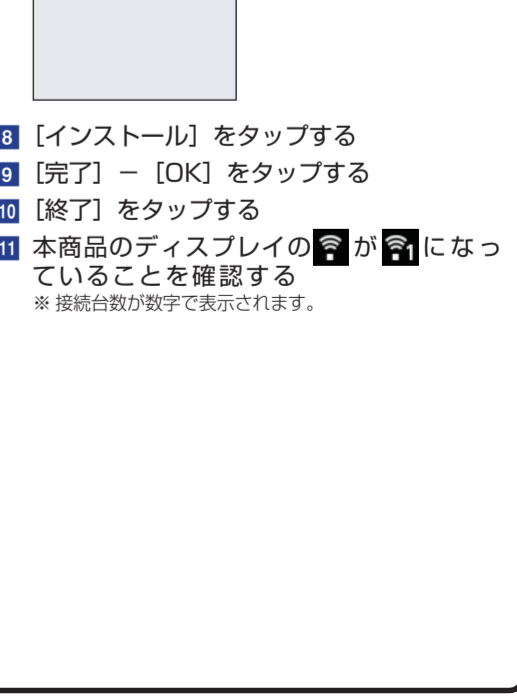 8 [インストール] をタップする
9 [完了] − [OK] をタップする
10 [終了] をタップする
11 本商品のディスプレイの が 1 になっ
ていることを確認する
※ 接続台数が数字で表示されます。